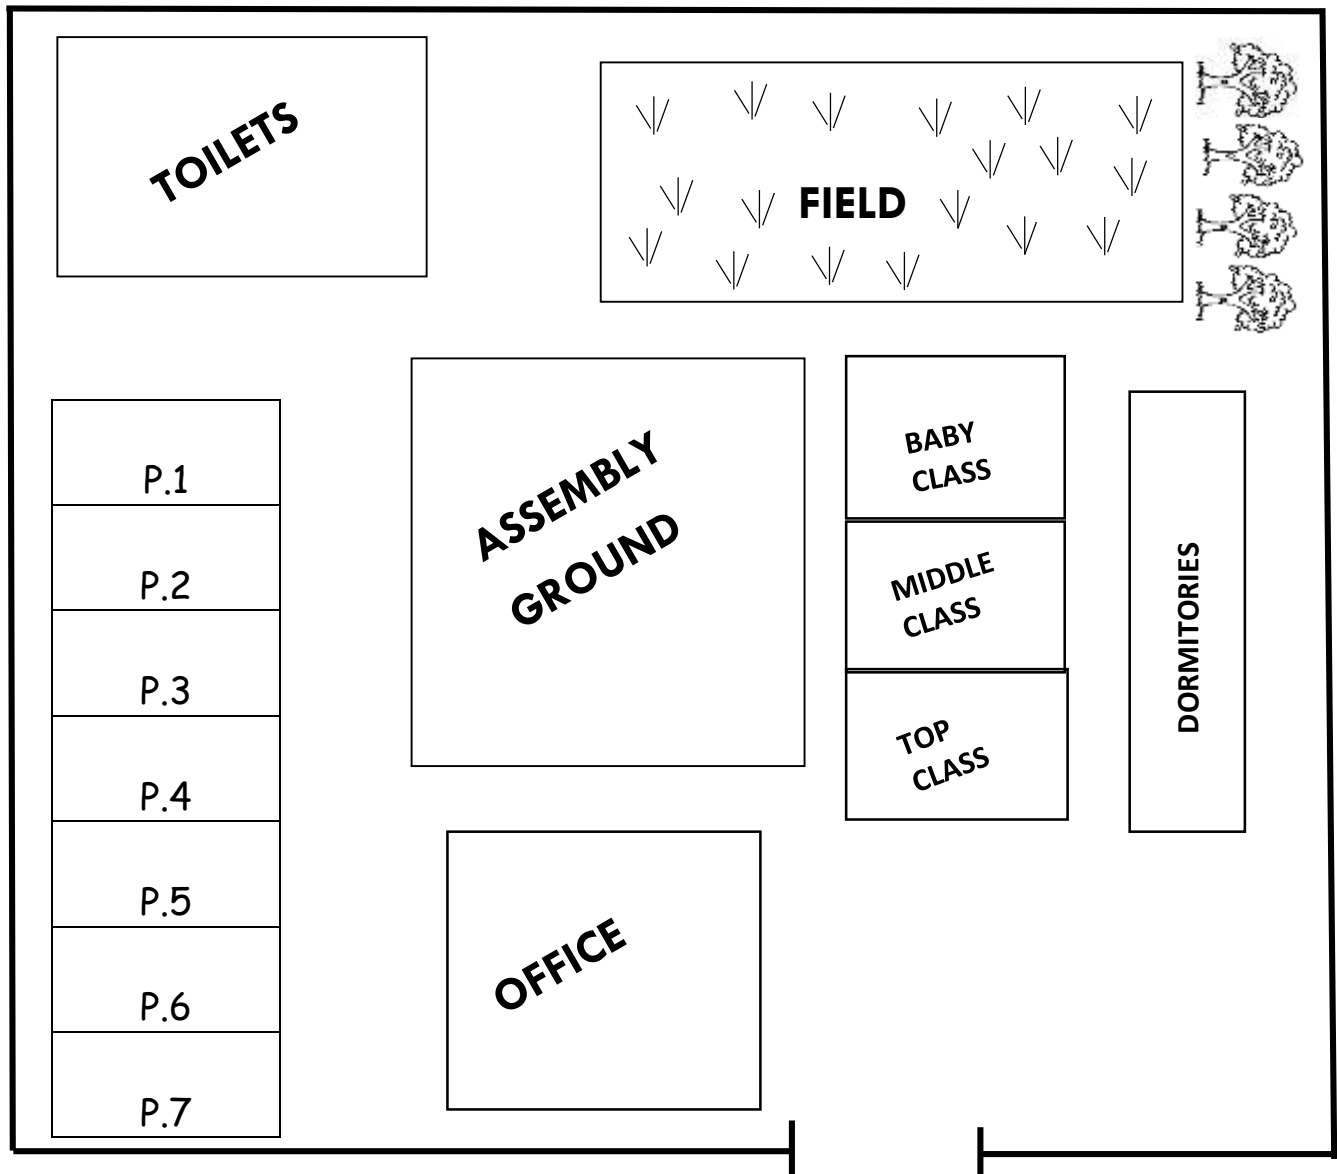 TOILETS
FIELD
ASSEMBLY
GROUND
BABY
CLASS
MIDDLE
CLASS
TOP
CLASS
DORMITORIES
P.1
P.2
P.3
P.4
P.5
P.6
P.7
OFFICE